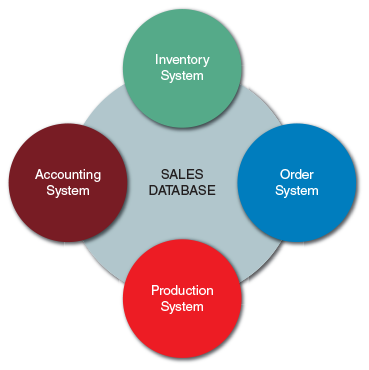 Inventory
System
Accounting
System
SALES
DATABASE
Order
System
Production
System